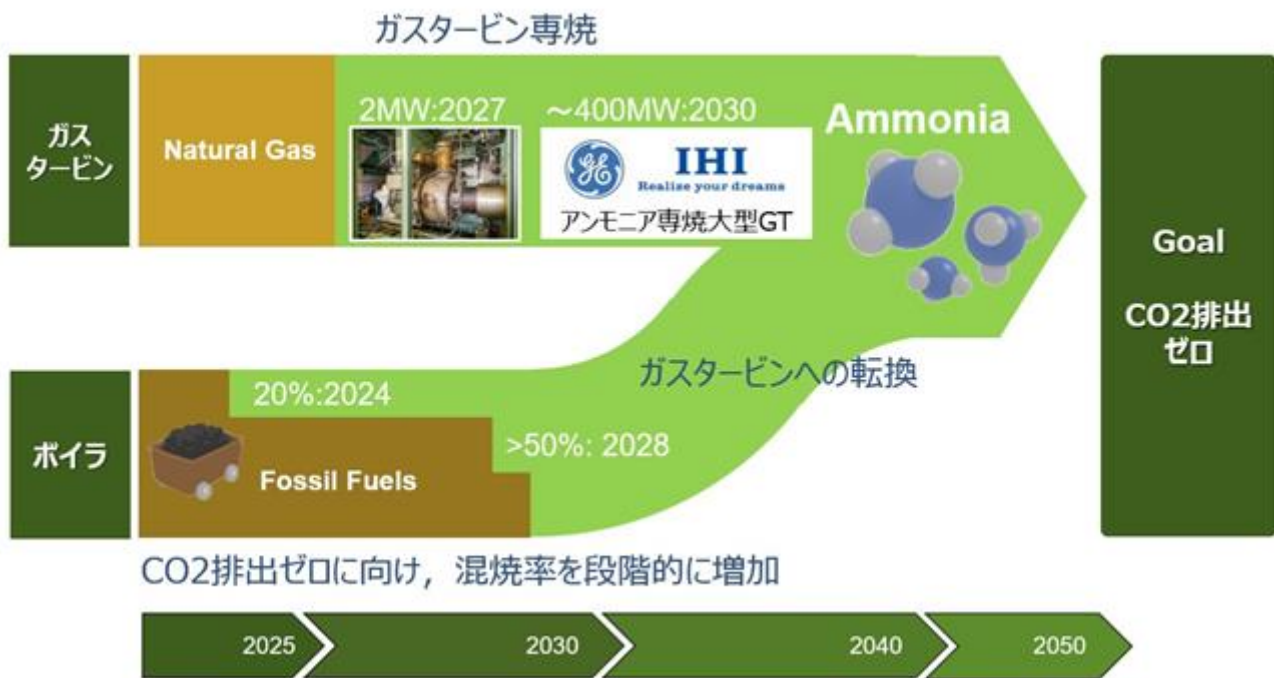 ガスタービン専焼
ガス
タービン
Natural Gas
2MW:2027
～400MW:2030
GE
IHI
Realize your dreams
アンモニア専焼大型GT
Ammonia
Goal
CO2排出
ゼロ
ガスタービンへの転換
ボイラ
20%:2024
>50%: 2028
Fossil Fuels
CO2排出ゼロに向け，混焼率を段階的に増加
2025
2030
2040
2050